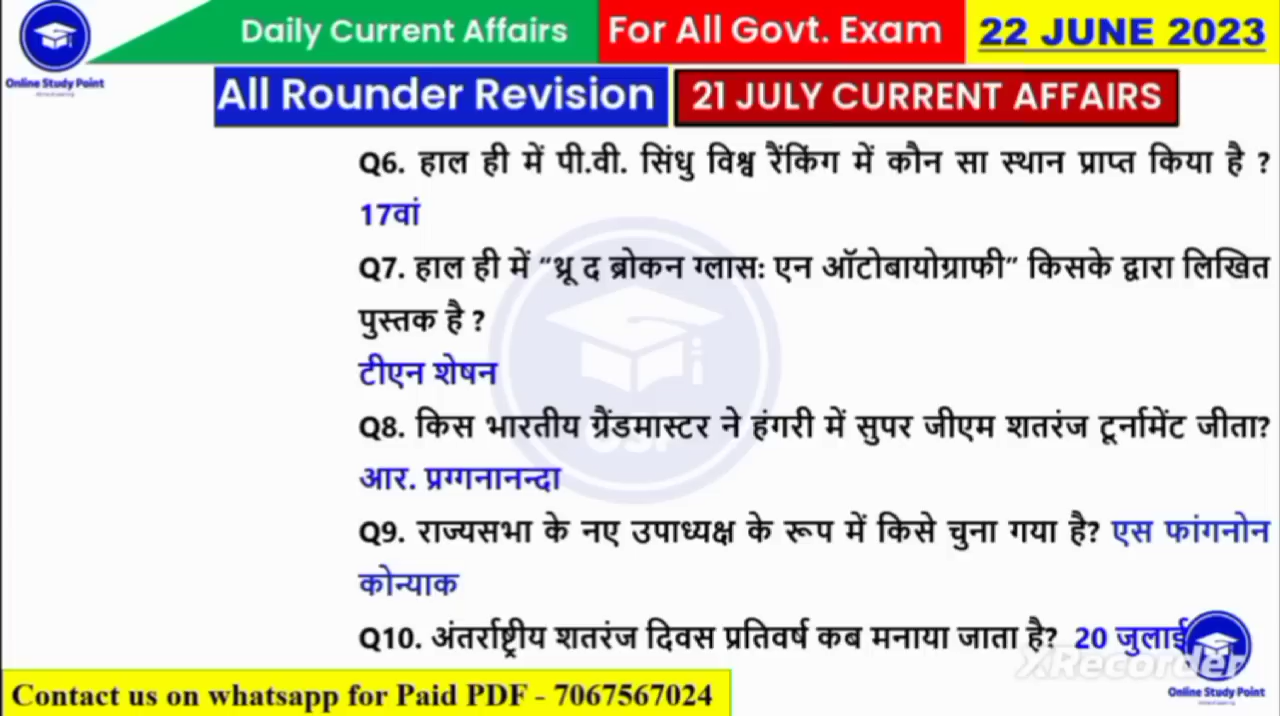 Daily Current Affairs
For All Govt. Exam
22 JUNE 2023
Online Study Point
All Rounder Revision
21 JULY CURRENT AFFAIRS
Q6. हाल ही में पी.वी. सिंधु विश्व रैंकिंग में कौन सा स्थान प्राप्त किया है ?
17वां
Q7. हाल ही में “थ्रू द ब्रोकन ग्लास: एन ऑटोबायोग्राफी” किसके द्वारा लिखित
पुस्तक है ?
टीएन शेषन
Q8. किस भारतीय ग्रैंडमास्टर ने हंगरी में सुपर जीएम शतरंज टूर्नामेंट जीता?
आर. प्रग्गनानन्दा
Q9. राज्यसभा के नए उपाध्यक्ष के रूप में किसे चुना गया है? एस फांगनोन
कोन्याक
Q10. अंतर्राष्ट्रीय शतरंज दिवस प्रतिवर्ष कब मनाया जाता है? 20 जुलाई
OSP
XRecorder
Online Study Point
Contact us on whatsapp for Paid PDF - 7067567024